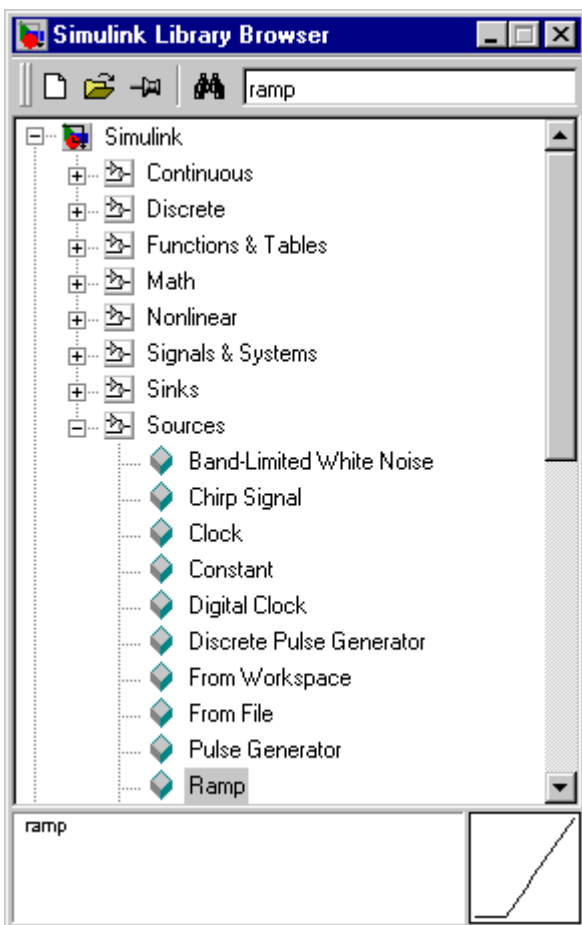 Simulink Library Browser
ramp
Simulink
Continuous
Discrete
Functions & Tables
Math
Nonlinear
Signals & Systems
Sinks
Sources
Band-Limited White Noise
Chirp Signal
Clock
Constant
Digital Clock
Discrete Pulse Generator
From Workspace
From File
Pulse Generator
Ramp
ramp